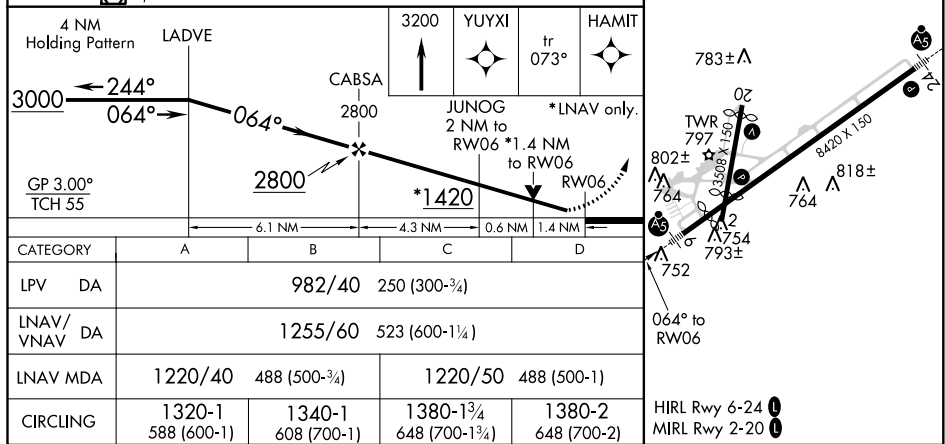 4 NM
Holding Pattern
LADVE
3200
YUYXI
tr
073°
HAMIT
3000
244°
064°
064°
CABSA
2800
2800
JUNOG
2 NM to
RW06
*LNAV only.
*1.4 NM
to RW06
RW06
*1420
GP 3.00°
TCH 55
6.1 NM
4.3 NM
0.6 NM
1.4 NM
CATEGORY A B C D
LPV DA 982/40 250 (300-¾)
LNAV/
VNAV DA 1255/60 523 (600-1¼)
LNAV MDA 1220/40 488 (500-¾) 1220/50 488 (500-1)
CIRCLING 1320-1 1340-1 1380-1¾ 1380-2
588 (600-1) 608 (700-1) 648 (700-1¾) 648 (700-2)
783±
A5
24
P
20
TWR
797
V
3508 X 150
8420 X 150
802±
764
P
818±
764
A5
6
2
754
793±
752
064° to
RW06
HIRL Rwy 6-24 L
MIRL Rwy 2-20 L